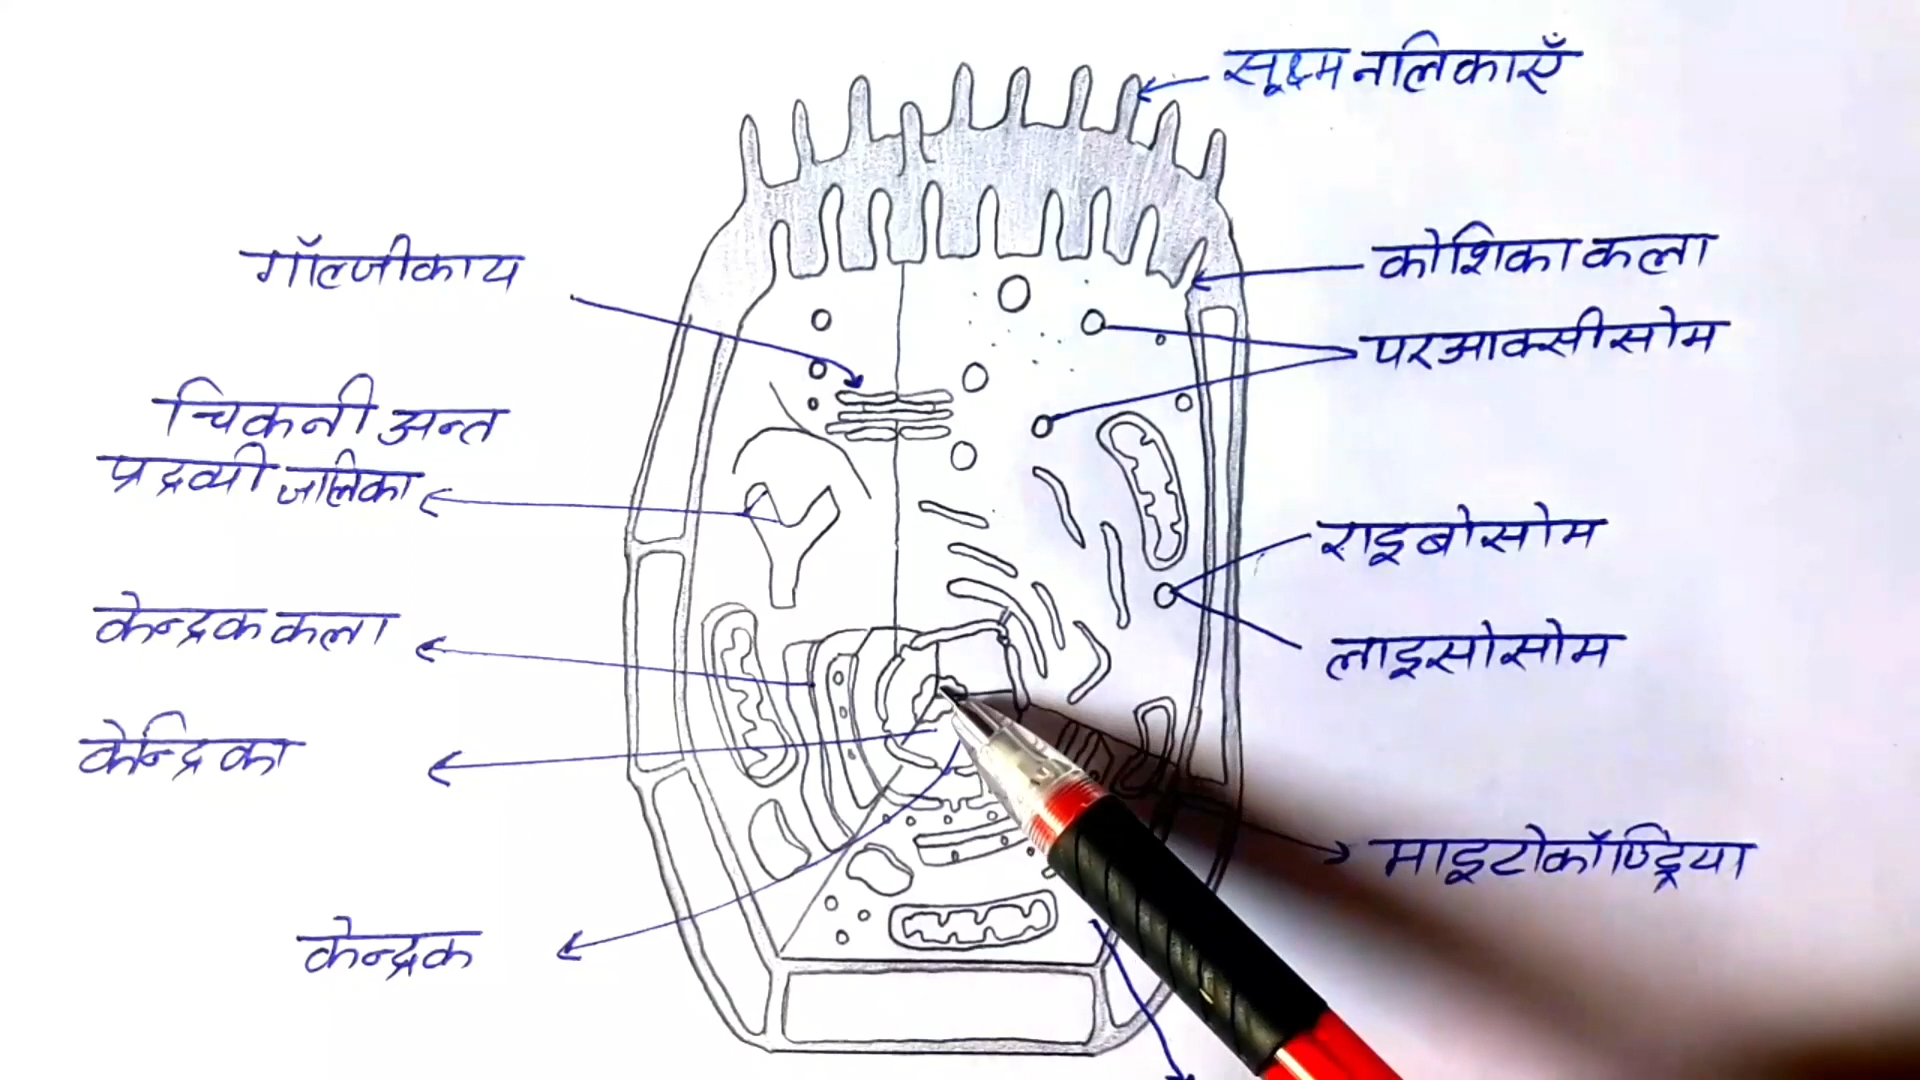 सूक्ष्म नलिकाएँ
गॉल्जीकाय
कोशिका कला
परआक्सीसोम
चिकनी अन्त
प्रद्रव्यी जालिका
राइबोसोम
केन्द्रक कला
लाइसोसोम
केन्द्रिका
माइटोकॉण्ड्रिया
केन्द्रक